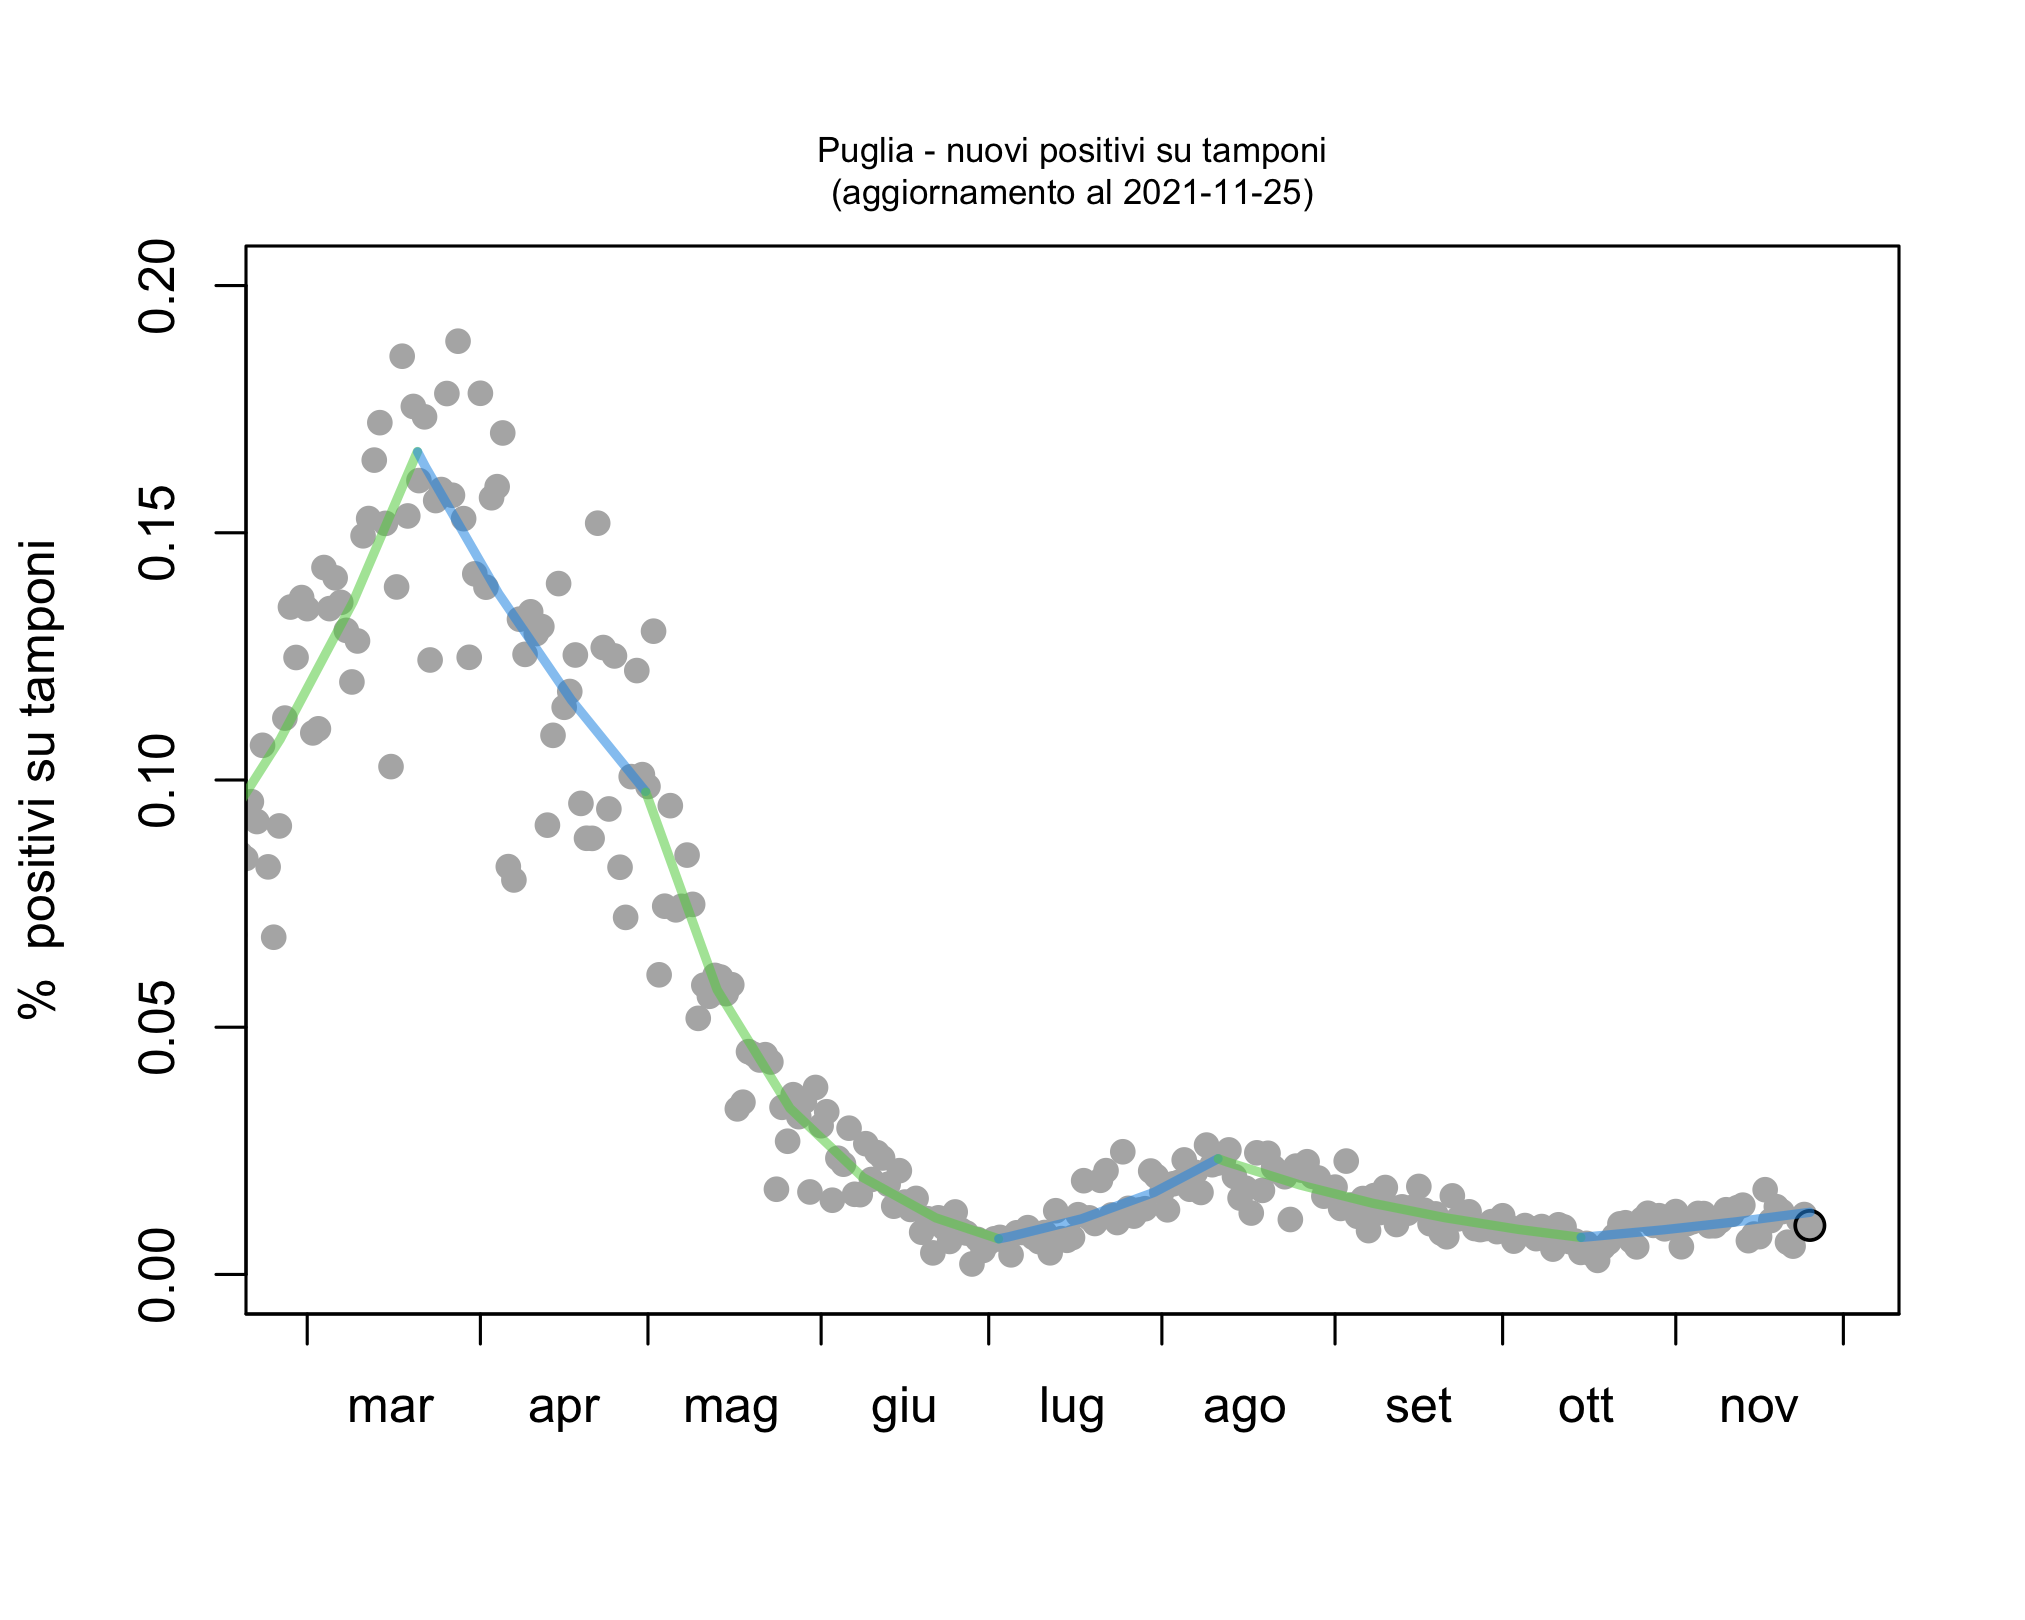 Puglia - nuovi positivi su tamponi
(aggiornamento al 2021-11-25)
% positivi su tamponi
0.20
0.15
0.10
0.05
0.00
mar apr mag giu lug ago set ott nov